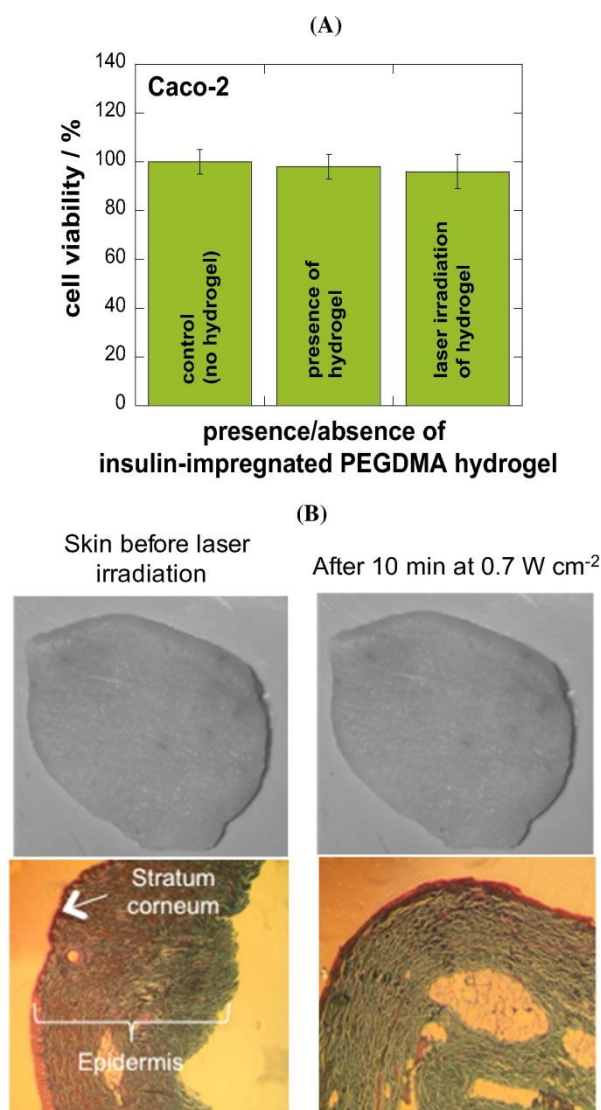 (A)
140
120
100
80
60
40
20
0
cell viability / %
Caco-2
control
(no hydrogel)
presence of
hydrogel
laser irradiation
of hydrogel
presence/absence of
insulin-impregnated PEGDMA hydrogel
(B)
Skin before laser
irradiation
After 10 min at 0.7 W cm-2
Stratum
corneum
Epidermis